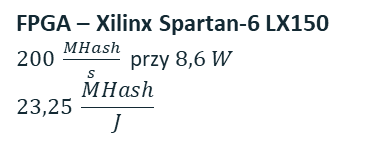 FPGA – Xilinx Spartan-6 LX150
200 MHash/s przy 8,6 W
23,25 MHash/J